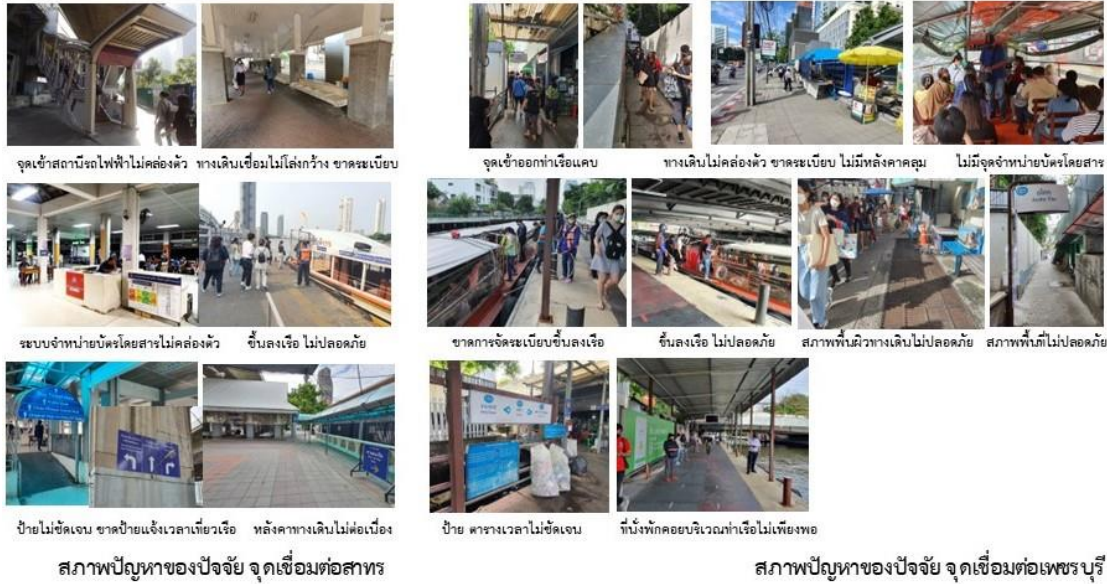 จุดเข้าสถานีรถไฟฟ้าไม่คล่องตัว ทางเดินเชื่อมไม่โล่งกว้าง ขาดระเบียบ
จุดเข้าออกท่าเรือแคบ ทางเดินไม่คล่องตัว ขาดระเบียบ ไม่มีหลังคาคลุม ไม่มีจุดจำหน่ายบัตรโดยสาร
ระบบจำหน่ายบัตรโดยสารไม่คล่องตัว ขึ้นลงเรือ ไม่ปลอดภัย
ขาดการจัดระเบียบขึ้นลงเรือ ขึ้นลงเรือ ไม่ปลอดภัย สภาพพื้นผิวทางเดินไม่ปลอดภัย สภาพพื้นที่ไม่ปลอดภัย
ป้ายไม่ชัดเจน ขาดป้ายแจ้งเวลาเที่ยวเรือ หลังคาทางเดินไม่ต่อเนื่อง
ป้าย ตารางเวลาไม่ชัดเจน ที่นั่งพักคอยบริเวณท่าเรือไม่เพียงพอ
สภาพปัญหาของปัจจัย จุดเชื่อมต่อสาทร
สภาพปัญหาของปัจจัย จุดเชื่อมต่อเพชรบุรี